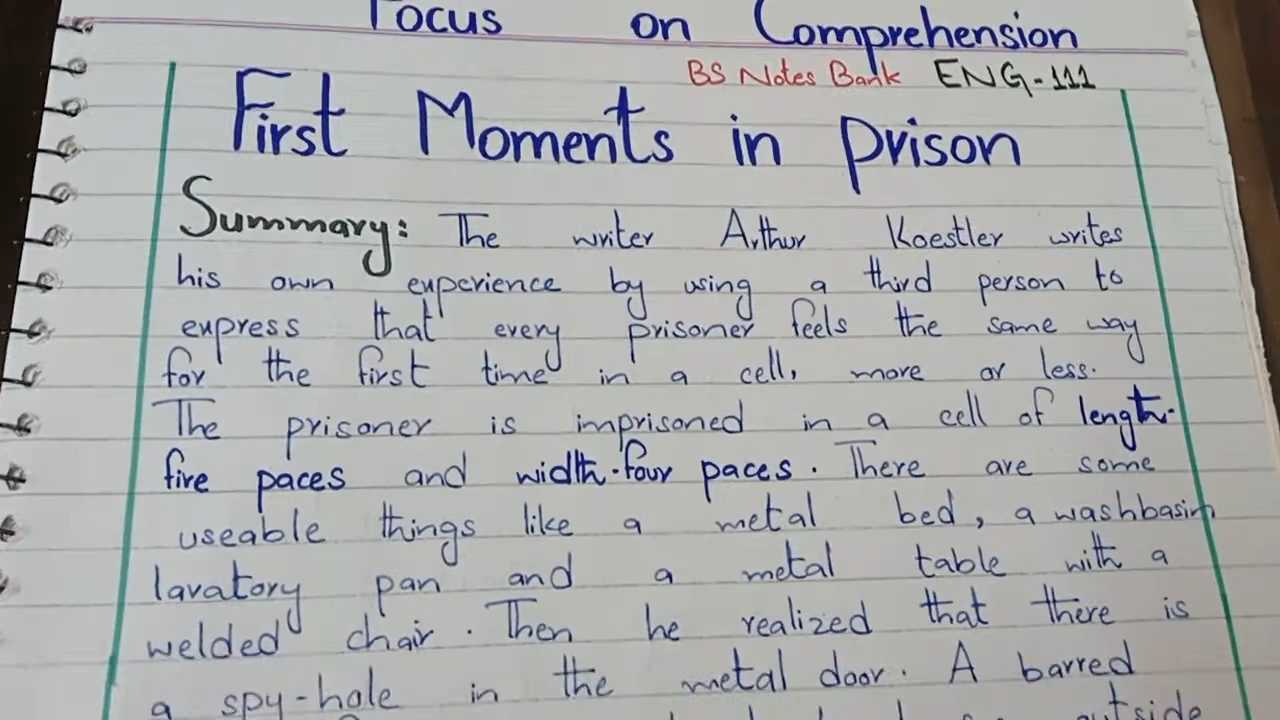 Focus on Comprehension
BS Notes Bank ENG-111
First Moments in prison
Summary: The writer Arthur Koestler writes
his own experience by using a third person to
express that every prisoner feels the same way
for the first time in a cell, more or less.
The prisoner is imprisoned in a cell of length-
five paces and width-four paces. There are some
useable things like a metal bed, a washbasin
lavatory pan and a metal table with a
welded chair. Then he realized that there is
a spy-hole in the metal door. A barred
outside